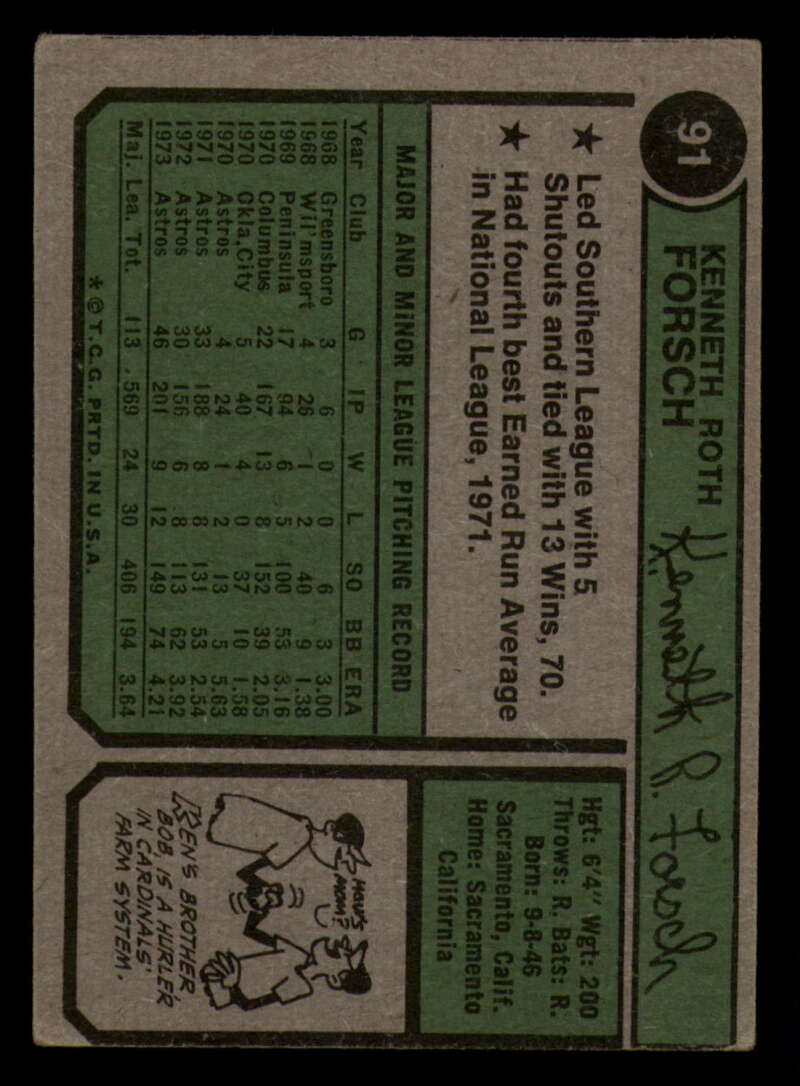 91
KENNETH ROTH
FORSCH
Kenneth R. Forsch
★ Led Southern League with 5
Shutouts and tied with 13 Wins, 70.
★ Had fourth best Earned Run Average
in National League, 1971.
Hgt: 6'4" Wgt: 200
Throws: R. Bats: R.
Born: 9-8-46
Sacramento, Calif.
Home: Sacramento
California
MAJOR AND MINOR LEAGUE PITCHING RECORD
Year Club G IP W L SO BB ERA
1968 Greensboro 3 6 0 0 6 3 3.00
1968 Wil'msport 4 26 1 2 40 9 1.38
1969 Peninsula 17 94 6 5 100 53 3.16
1970 Columbus 22 167 13 8 152 39 2.05
1970 Okla.City 5 40 4 0 37 10 1.58
1970 Astros 4 24 1 2 13 5 5.63
1971 Astros 33 188 8 8 131 53 2.54
1972 Astros 30 156 6 8 113 62 3.92
1973 Astros 46 201 9 12 149 74 4.21
Maj. Lea. Tot. 113 .569 24 30 406 194 3.64
* © T.C.G. PRTD. IN U.S.A.
HOW'S
MOM?
KEN'S BROTHER
BOB, IS A HURLER,
IN CARDINALS'
FARM SYSTEM.